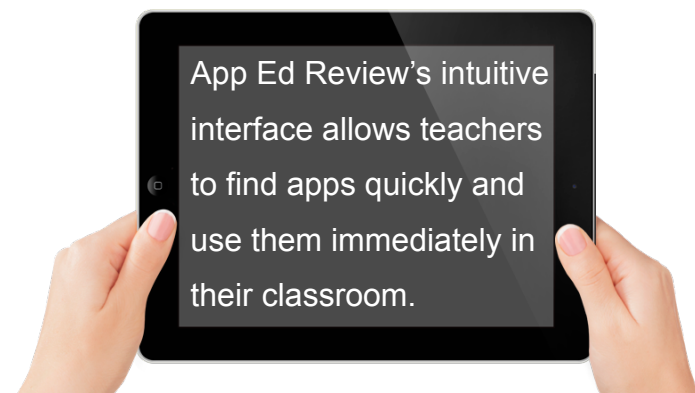 App Ed Review’s intuitive
interface allows teachers
to find apps quickly and
use them immediately in
their classroom.